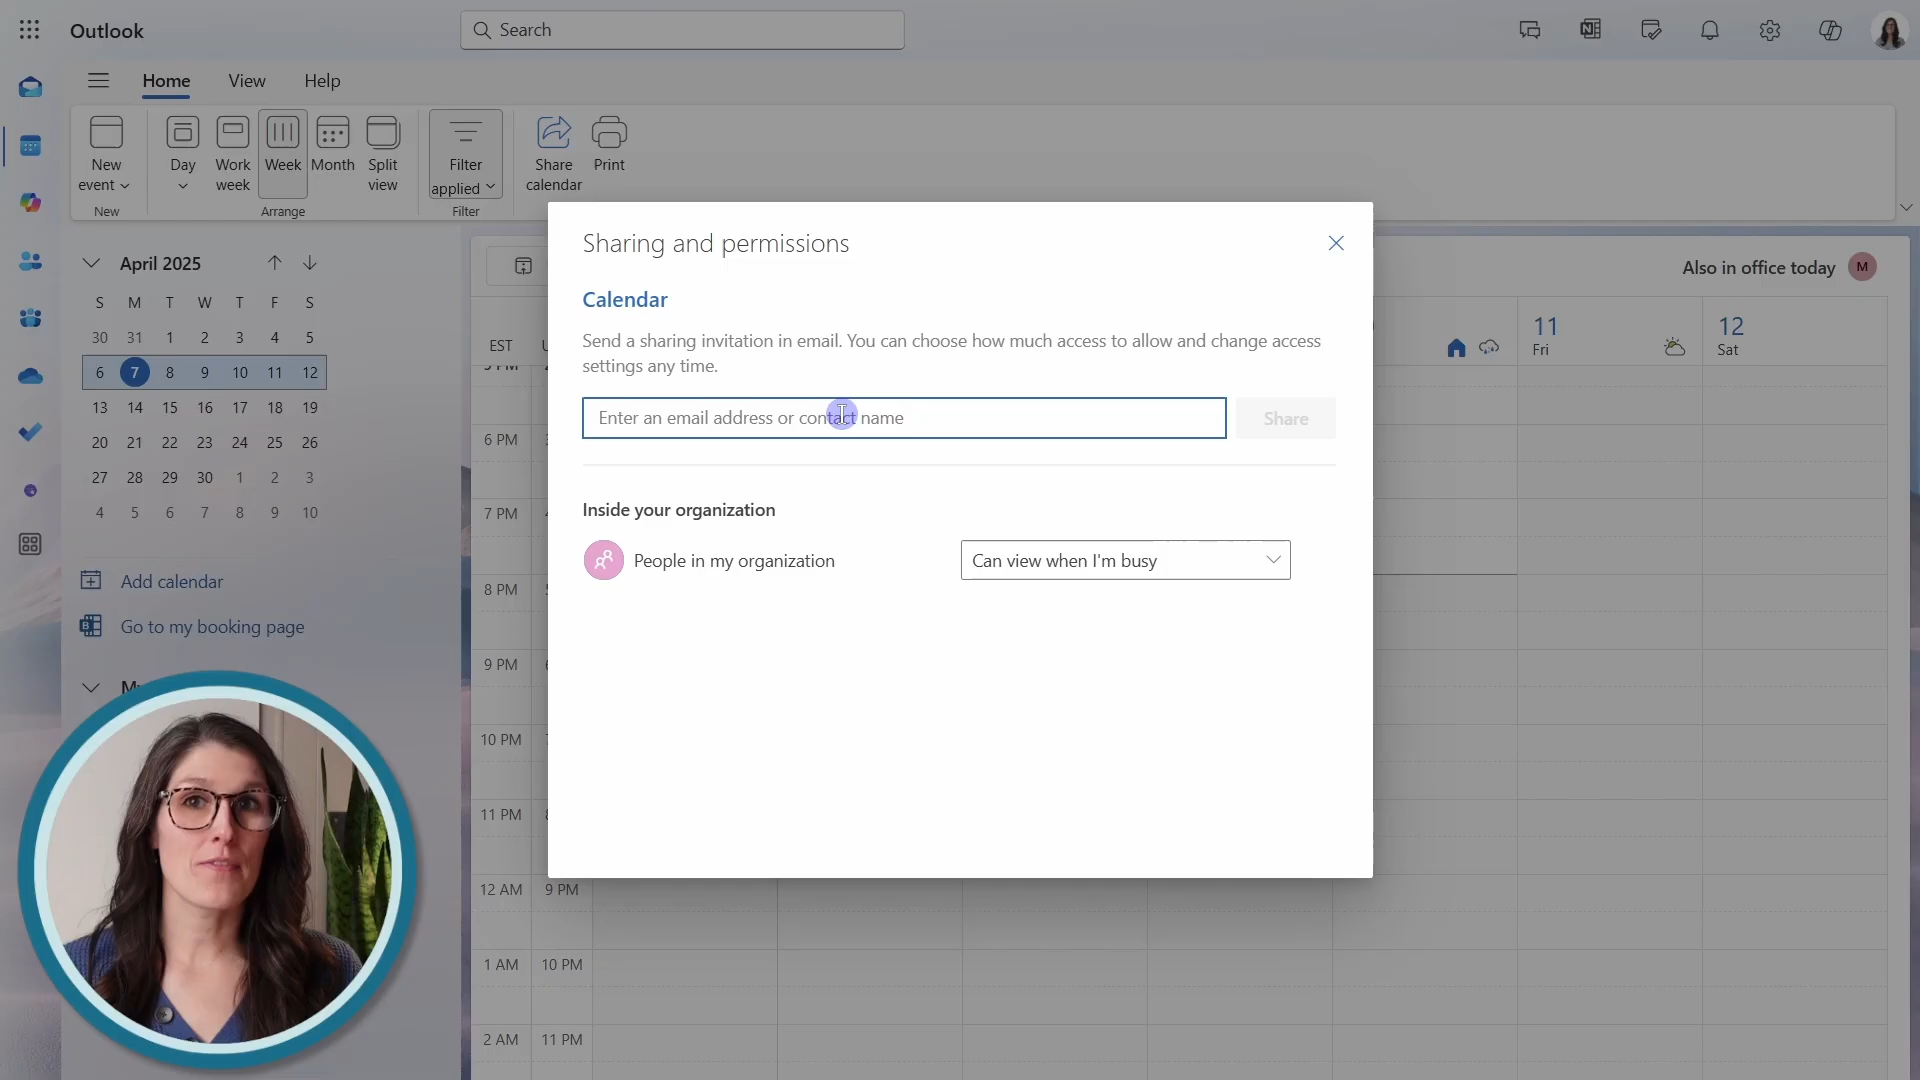 Outlook
Search
Home View Help
New event
Day
Work week
Week
Month
Split view
Filter applied
Share calendar
Print
New
Arrange
Filter
April 2025
S M T W T F S
30 31 1 2 3 4 5
6 7 8 9 10 11 12
13 14 15 16 17 18 19
20 21 22 23 24 25 26
27 28 29 30 1 2 3
4 5 6 7 8 9 10
Add calendar
Go to my booking page
Sharing and permissions
Calendar
Send a sharing invitation in email. You can choose how much access to allow and change access
settings any time.
Enter an email address or contact name
Share
Inside your organization
People in my organization
Can view when I'm busy
Also in office today M
11
Fri
12
Sat
EST
6 PM
7 PM
8 PM
9 PM
10 PM
11 PM
12 AM 9 PM
1 AM 10 PM
2 AM 11 PM